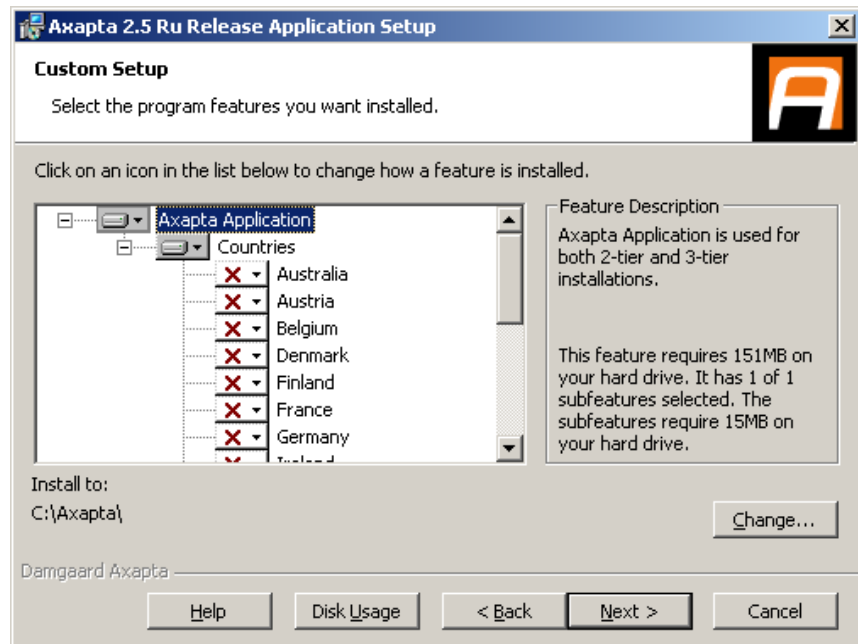 Axapta 2.5 Ru Release Application Setup
Custom Setup
Select the program features you want installed.
Click on an icon in the list below to change how a feature is installed.
Axapta Application
Countries
Australia
Austria
Belgium
Denmark
Finland
France
Germany
Feature Description
Axapta Application is used for
both 2-tier and 3-tier
installations.
This feature requires 151MB on
your hard drive. It has 1 of 1
subfeatures selected. The
subfeatures require 15MB on
your hard drive.
Install to:
C:\Axapta\
Change...
Damgaard Axapta
Help
Disk Usage
< Back
Next >
Cancel